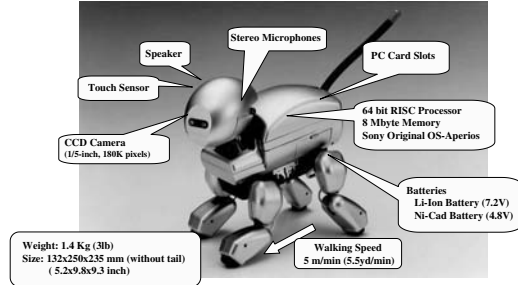 Stereo Microphones
Speaker
PC Card Slots
Touch Sensor
64 bit RISC Processor
8 Mbyte Memory
Sony Original OS-Aperios
CCD Camera
(1/5-inch, 180K pixels)
Batteries
Li-Ion Battery (7.2V)
Ni-Cad Battery (4.8V)
Weight: 1.4 Kg (3lb)
Size: 132x250x235 mm (without tail)
( 5.2x9.8x9.3 inch)
Walking Speed
5 m/min (5.5yd/min)